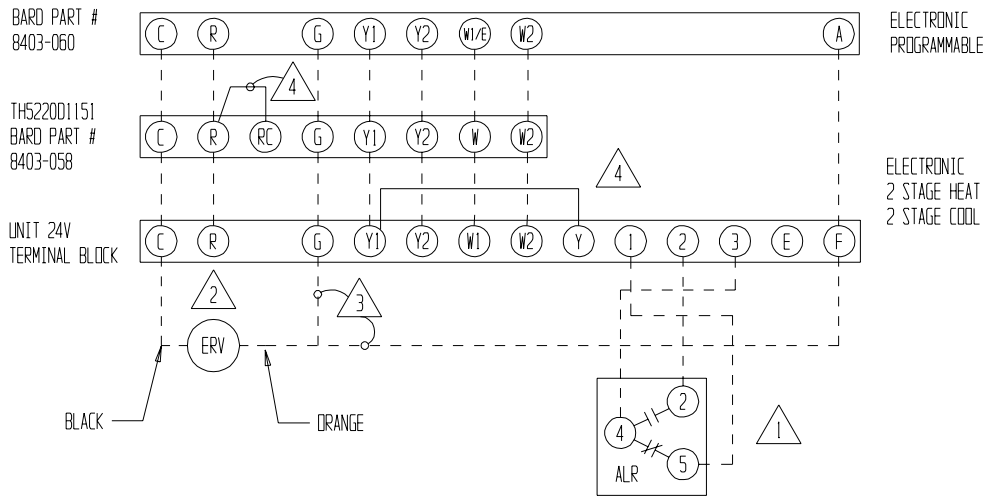 BARD PART #
8403-060
C R G Y1 Y2 W1/E W2 A
ELECTRONIC
PROGRAMMABLE
4
TH5220D1151
BARD PART #
8403-058
C R RC G Y1 Y2 W W2
4
ELECTRONIC
2 STAGE HEAT
2 STAGE COOL
UNIT 24V
TERMINAL BLOCK
C R G Y1 Y2 W1 W2 Y 1 2 3 E F
2
3
ERV
BLACK
ORANGE
2
4
5
ALR
1